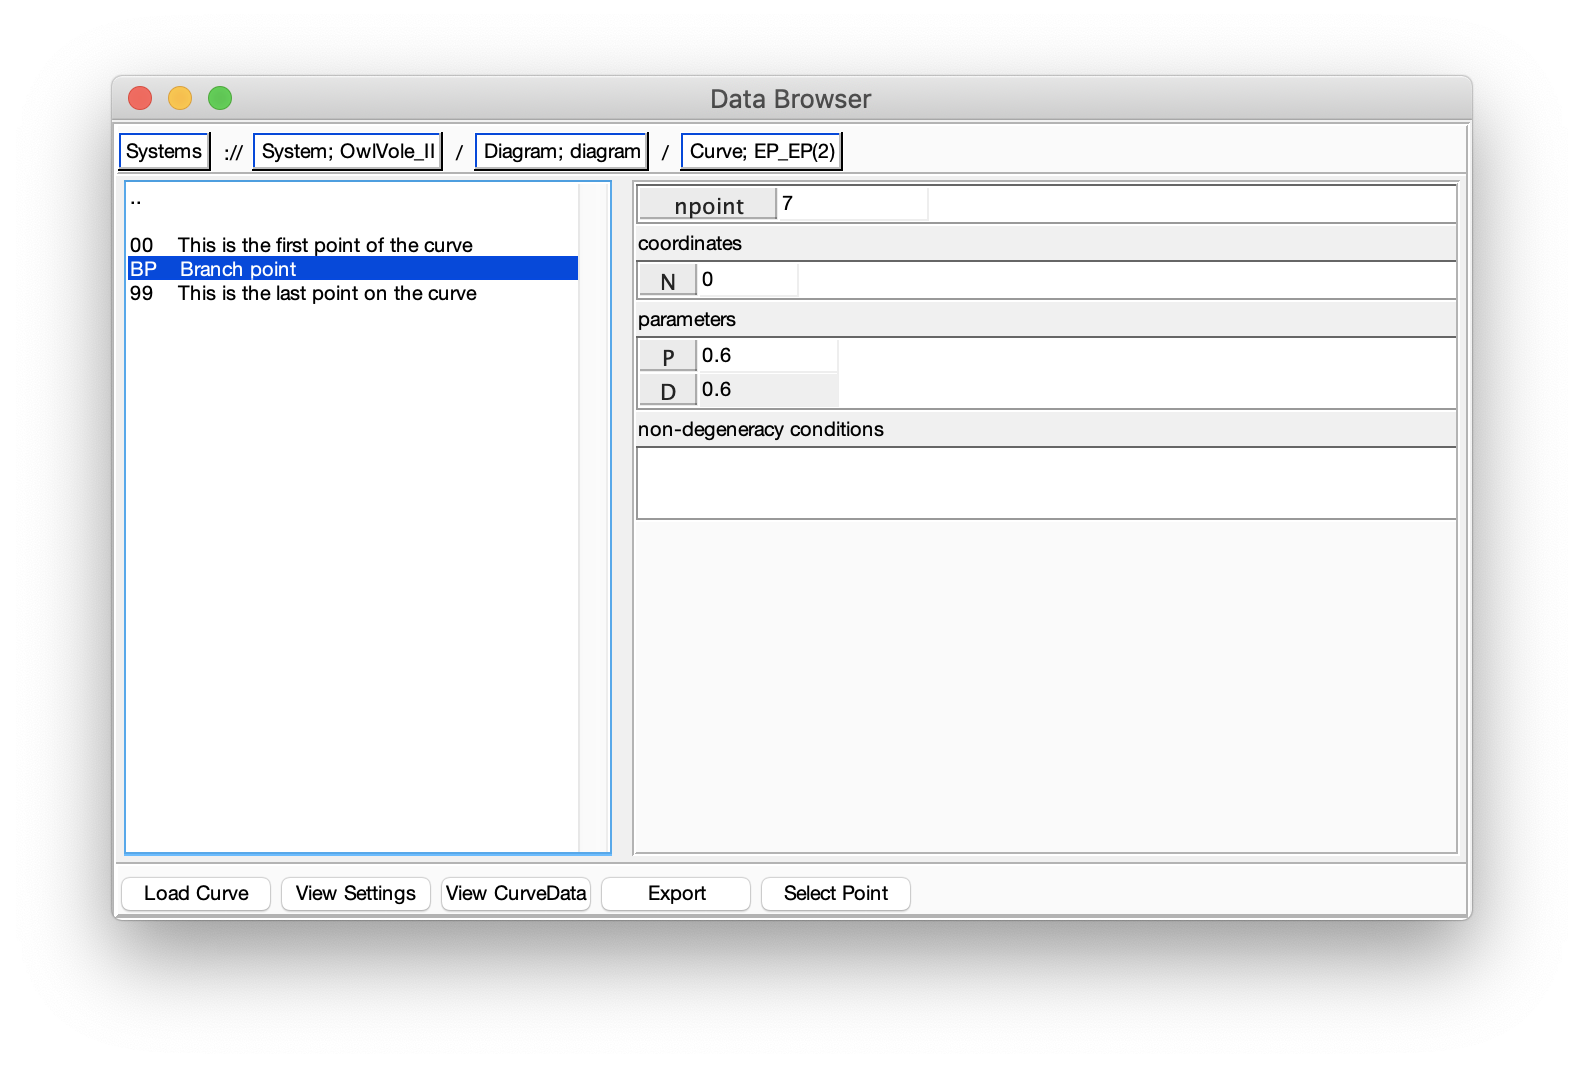 Data Browser
Systems :// System; OwlVole_II / Diagram; diagram / Curve; EP_EP(2)
..
00 This is the first point of the curve
BP Branch point
99 This is the last point on the curve
npoint 7
coordinates
N 0
parameters
P 0.6
D 0.6
non-degeneracy conditions
Load Curve View Settings View CurveData Export Select Point